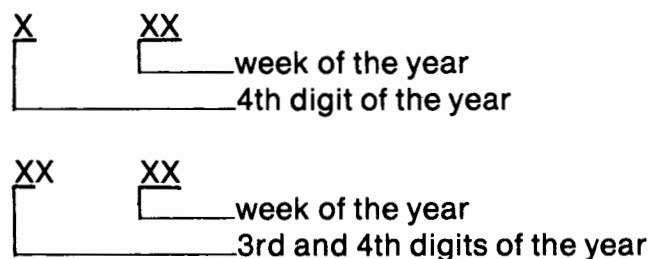 X XX
week of the year
4th digit of the year
XX XX
week of the year
3rd and 4th digits of the year